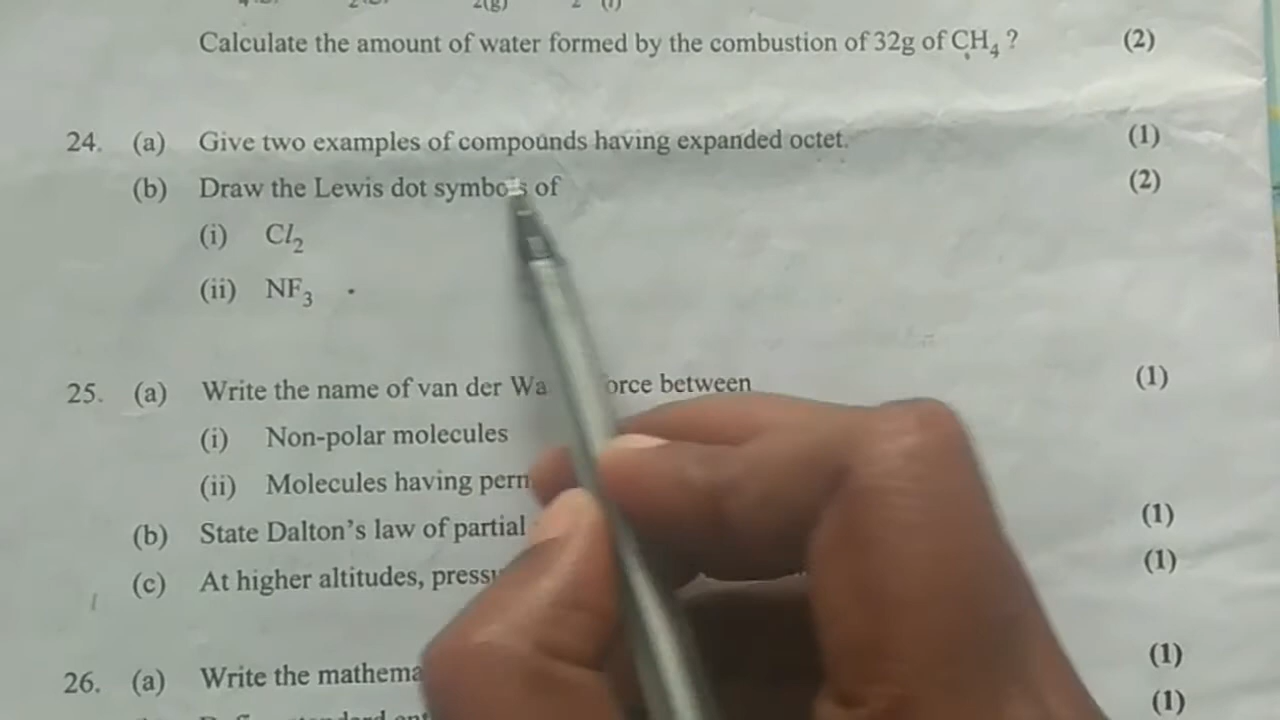 Calculate the amount of water formed by the combustion of 32g of CH₄ ? (2)
24. (a) Give two examples of compounds having expanded octet. (1)
(b) Draw the Lewis dot symbols of (2)
(i) Cl₂
(ii) NF₃
25. (a) Write the name of van der Wa orce between (1)
(i) Non-polar molecules
(ii) Molecules having perm
(b) State Dalton's law of partial (1)
(c) At higher altitudes, pressu (1)
26. (a) Write the mathema (1)
(1)